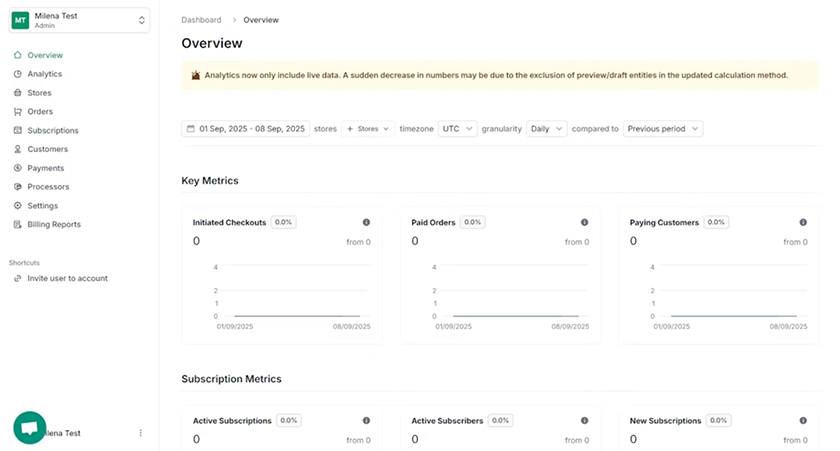 MT
Milena Test
Admin
Overview
Analytics
Stores
Orders
Subscriptions
Customers
Payments
Processors
Settings
Billing Reports
Shortcuts
Invite user to account
lena Test
Dashboard > Overview
Overview
Analytics now only include live data. A sudden decrease in numbers may be due to the exclusion of preview/draft entities in the updated calculation method.
01 Sep, 2025 - 08 Sep, 2025 stores + Stores timezone UTC granularity Daily compared to Previous period
Key Metrics
Initiated Checkouts 0.0%
0 from 0
4
2
1
0
01/09/2025 08/09/2025
Paid Orders 0.0%
0 from 0
4
2
1
0
01/09/2025 08/09/2025
Paying Customers 0.0%
0 from 0
4
2
1
0
01/09/2025 08/09/2025
Subscription Metrics
Active Subscriptions 0.0%
0 from 0
Active Subscribers 0.0%
0 from 0
New Subscriptions 0.0%
0 from 0